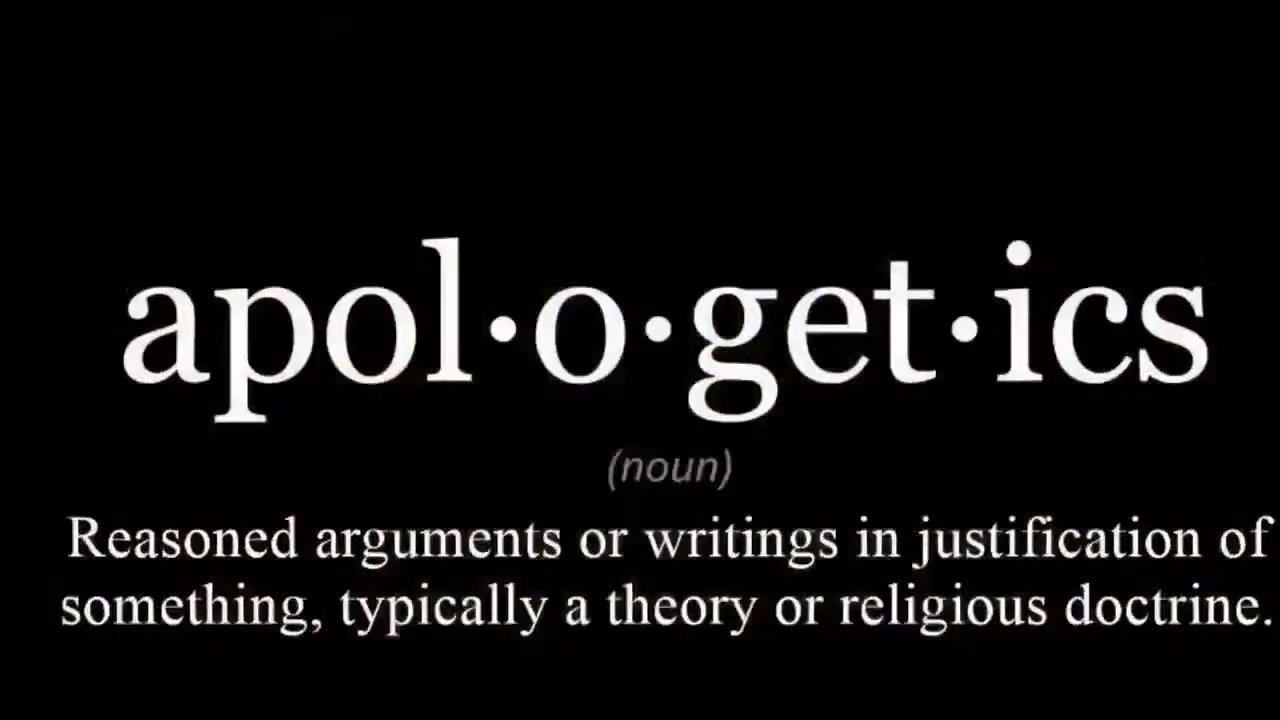 apol·o·get·ics
(noun)
Reasoned arguments or writings in justification of
something, typically a theory or religious doctrine.